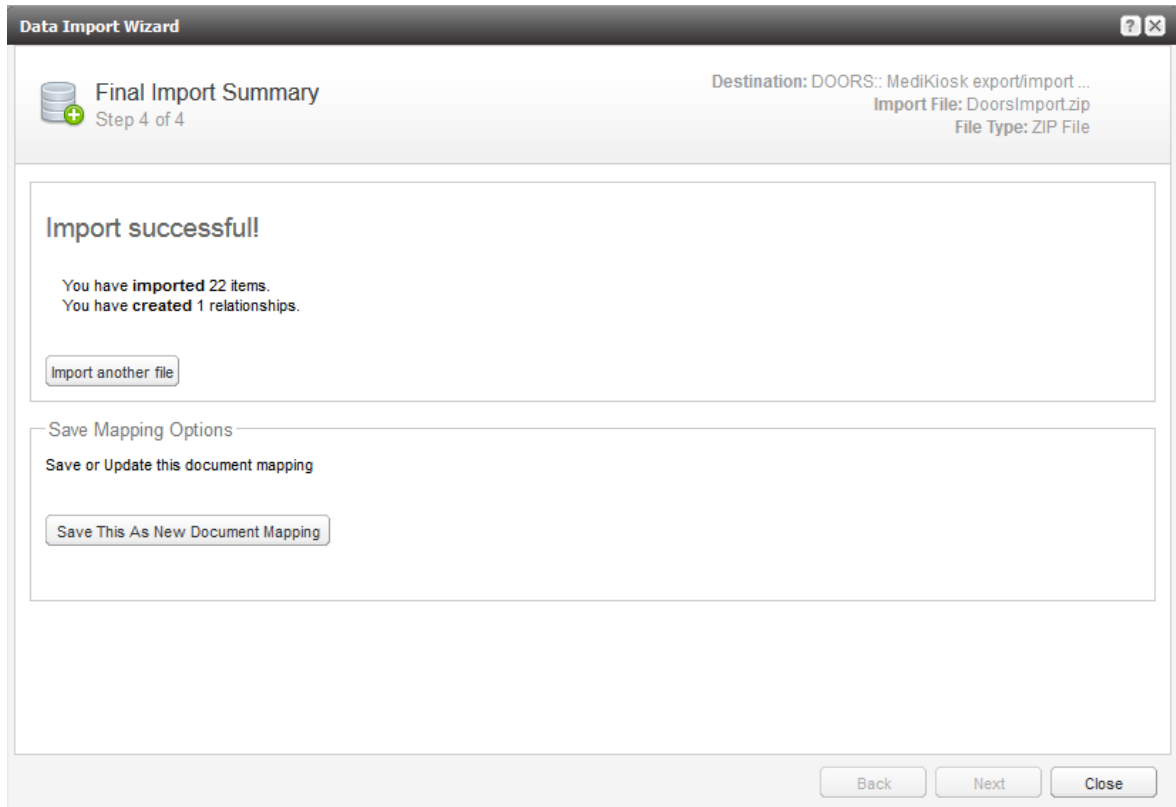 Data Import Wizard
?
Final Import Summary
Step 4 of 4
Destination: DOORS:: MediKiosk export/import ...
Import File: DoorsImport.zip
File Type: ZIP File
Import successful!
You have imported 22 items.
You have created 1 relationships.
Import another file
Save Mapping Options
Save or Update this document mapping
Save This As New Document Mapping
Back
Next
Close